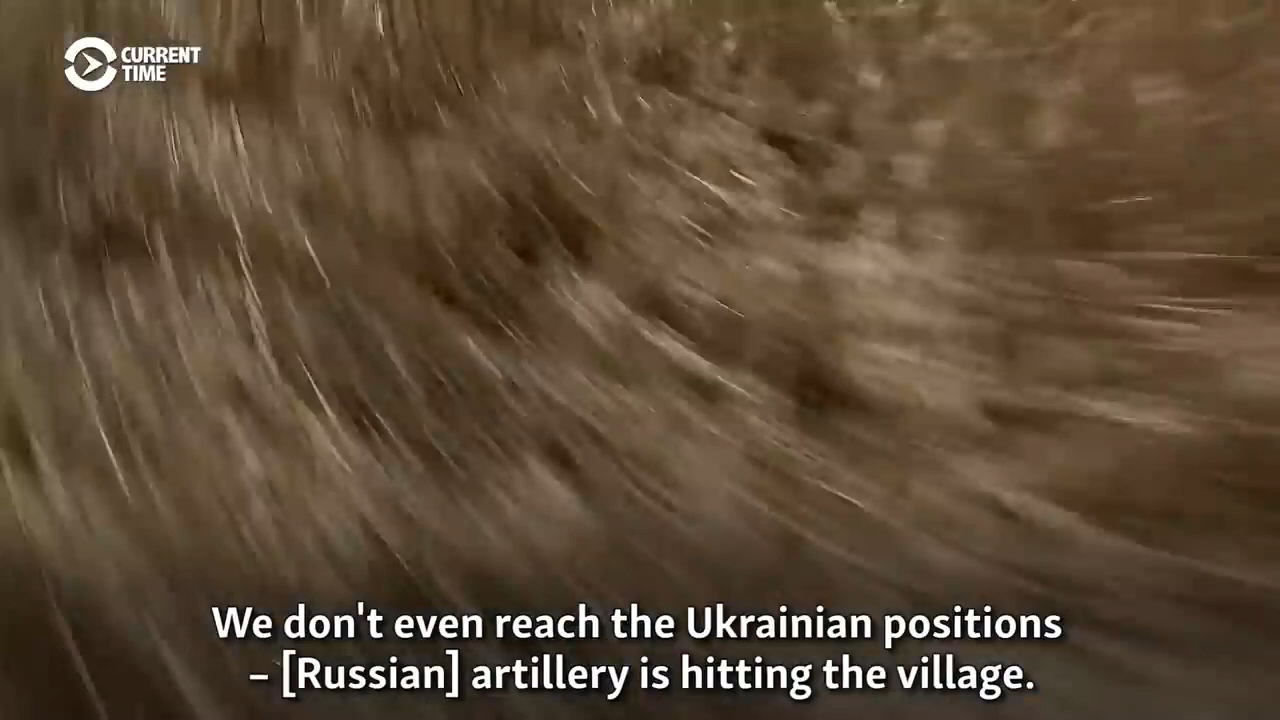 CURRENT
TIME
We don't even reach the Ukrainian positions
– [Russian] artillery is hitting the village.